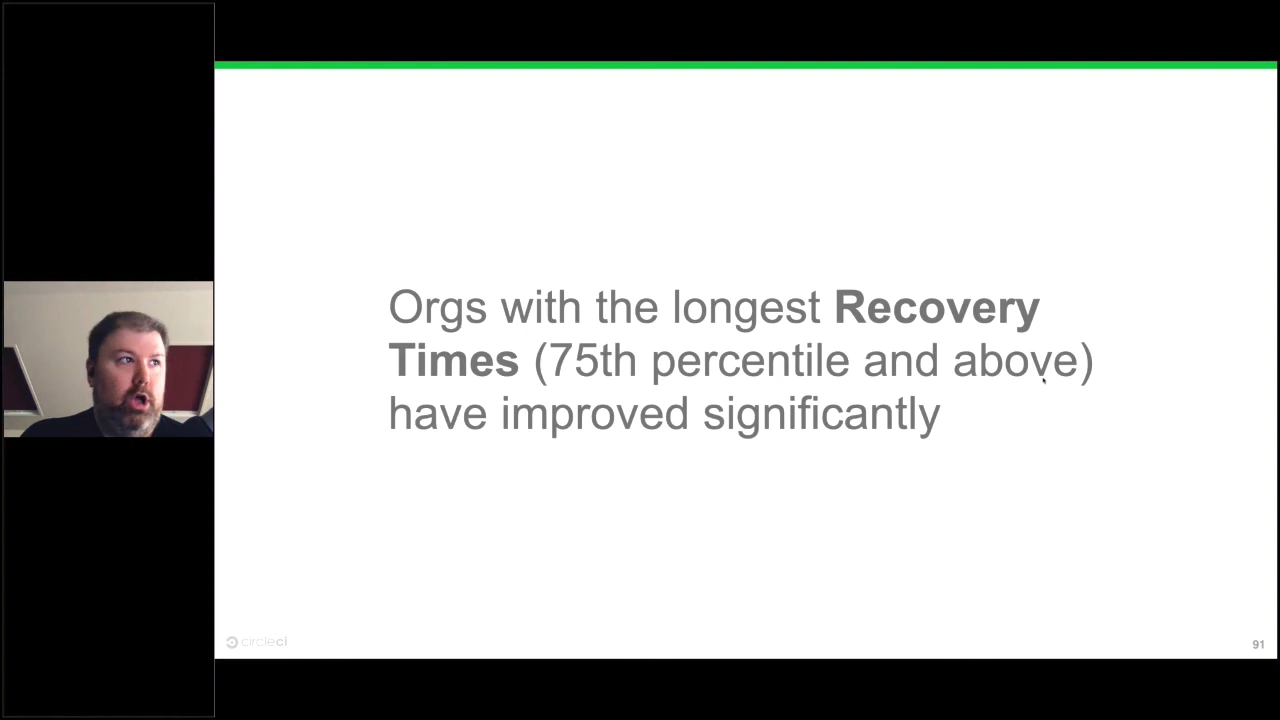 Orgs with the longest Recovery
Times (75th percentile and above)
have improved significantly
circleci
91